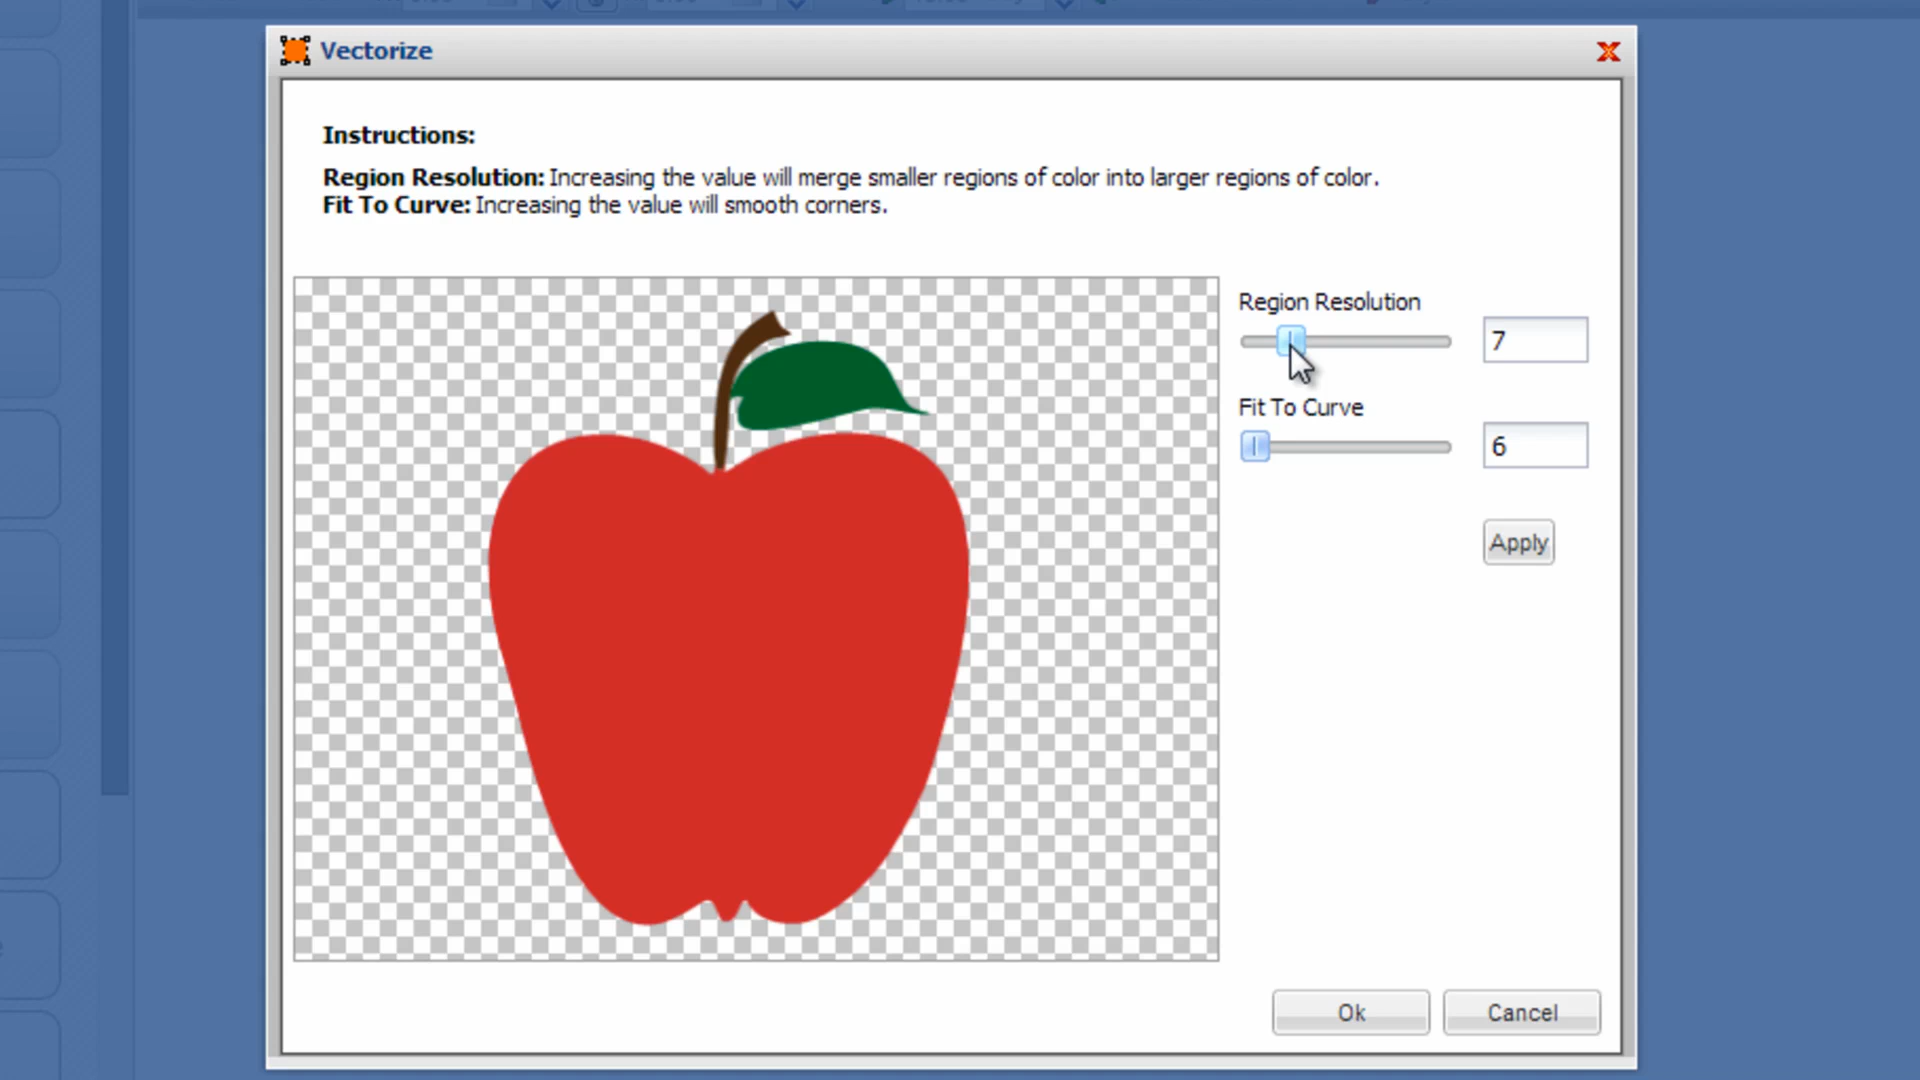 Vectorize
Instructions:
Region Resolution: Increasing the value will merge smaller regions of color into larger regions of color.
Fit To Curve: Increasing the value will smooth corners.
Region Resolution
7
Fit To Curve
6
Apply
Ok
Cancel